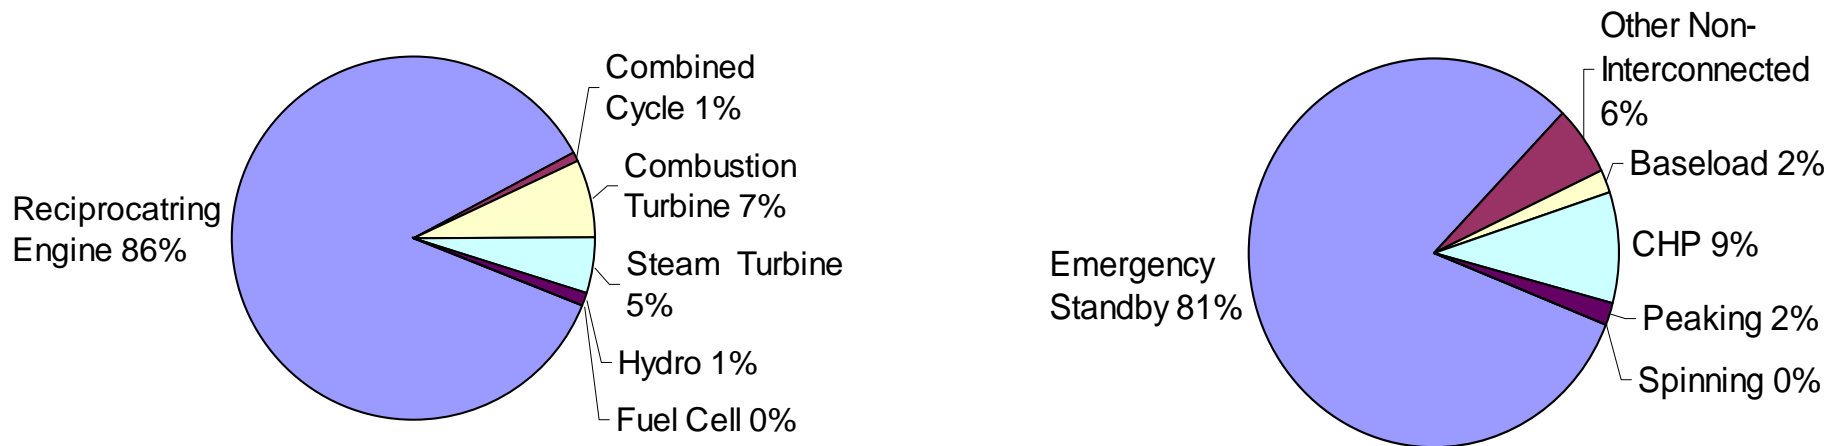 Combined
Cycle 1%
Combustion
Turbine 7%
Reciprocatring
Engine 86%
Steam Turbine
5%
Hydro 1%
Fuel Cell 0%
Other Non-
Interconnected
6%
Baseload 2%
CHP 9%
Emergency
Standby 81%
Peaking 2%
Spinning 0%